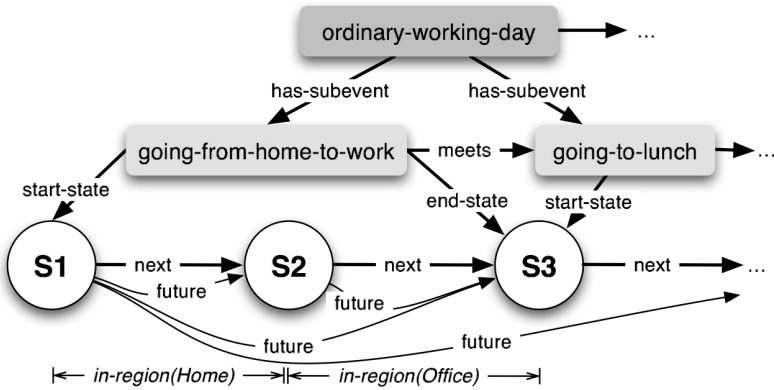 ordinary-working-day
...
has-subevent
has-subevent
going-from-home-to-work
meets
going-to-lunch
...
start-state
end-state
start-state
S1
next
S2
next
S3
next
...
future
future
future
future
in-region(Home)
in-region(Office)